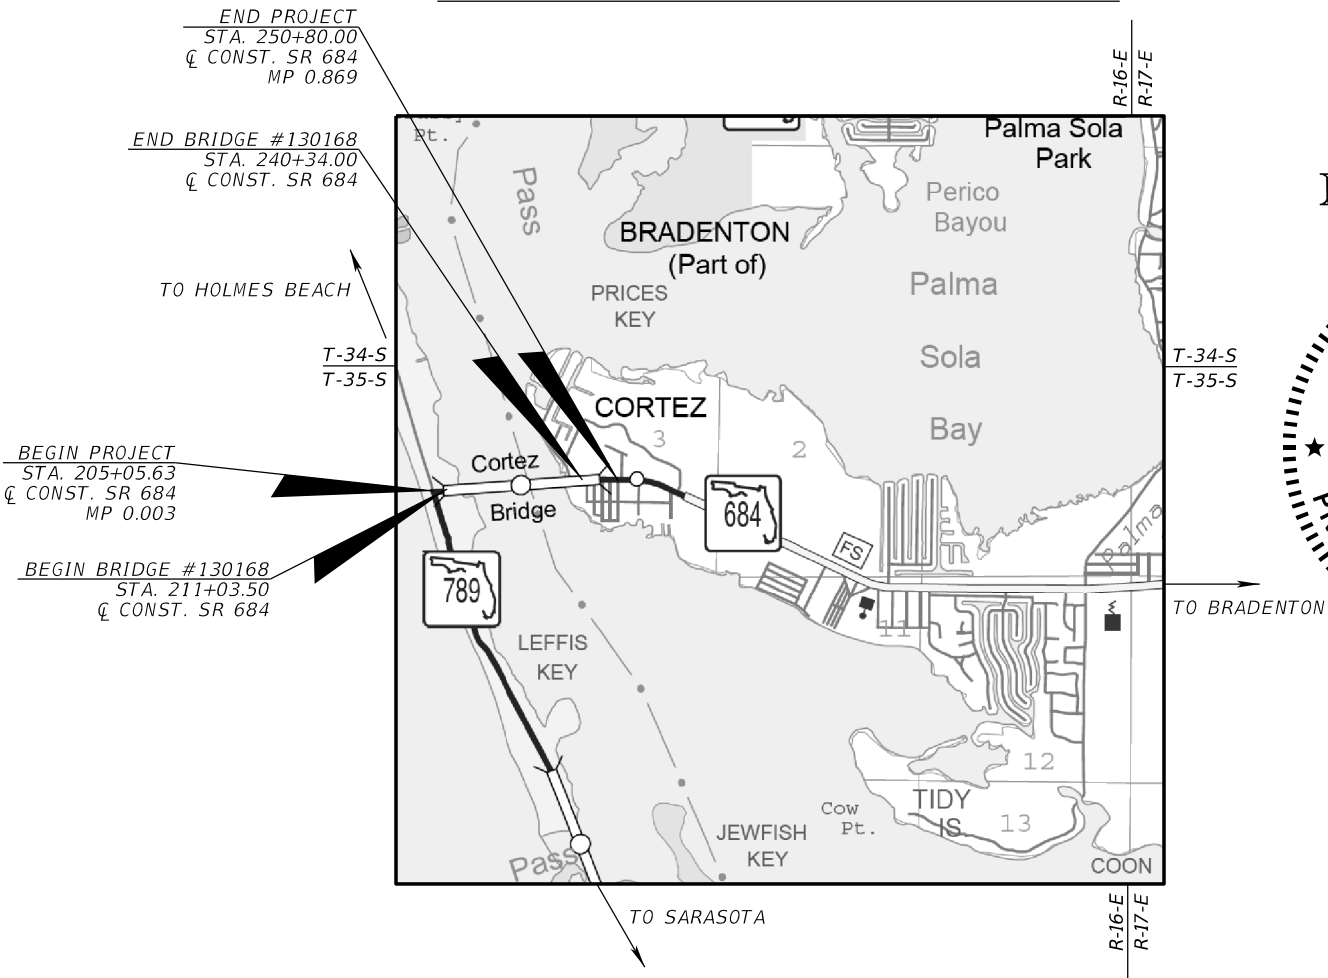 END PROJECT
STA. 250+80.00
℄ CONST. SR 684
MP 0.869
END BRIDGE #130168
STA. 240+34.00
℄ CONST. SR 684
TO HOLMES BEACH
T-34-S
T-35-S
BEGIN PROJECT
STA. 205+05.63
℄ CONST. SR 684
MP 0.003
BEGIN BRIDGE #130168
STA. 211+03.50
℄ CONST. SR 684
R-16-E
R-17-E
Pt.
Pass
Palma Sola
Park
Perico
Bayou
BRADENTON
(Part of)
PRICES
KEY
Palma
Sola
Bay
T-34-S
T-35-S
CORTEZ
3
2
Cortez
Bridge
684
FS
Palma
789
11
TO BRADENTON
LEFFIS
KEY
12
TIDY
IS
13
Cow
Pt.
JEWFISH
KEY
COON
Pass
TO SARASOTA
R-16-E
R-17-E